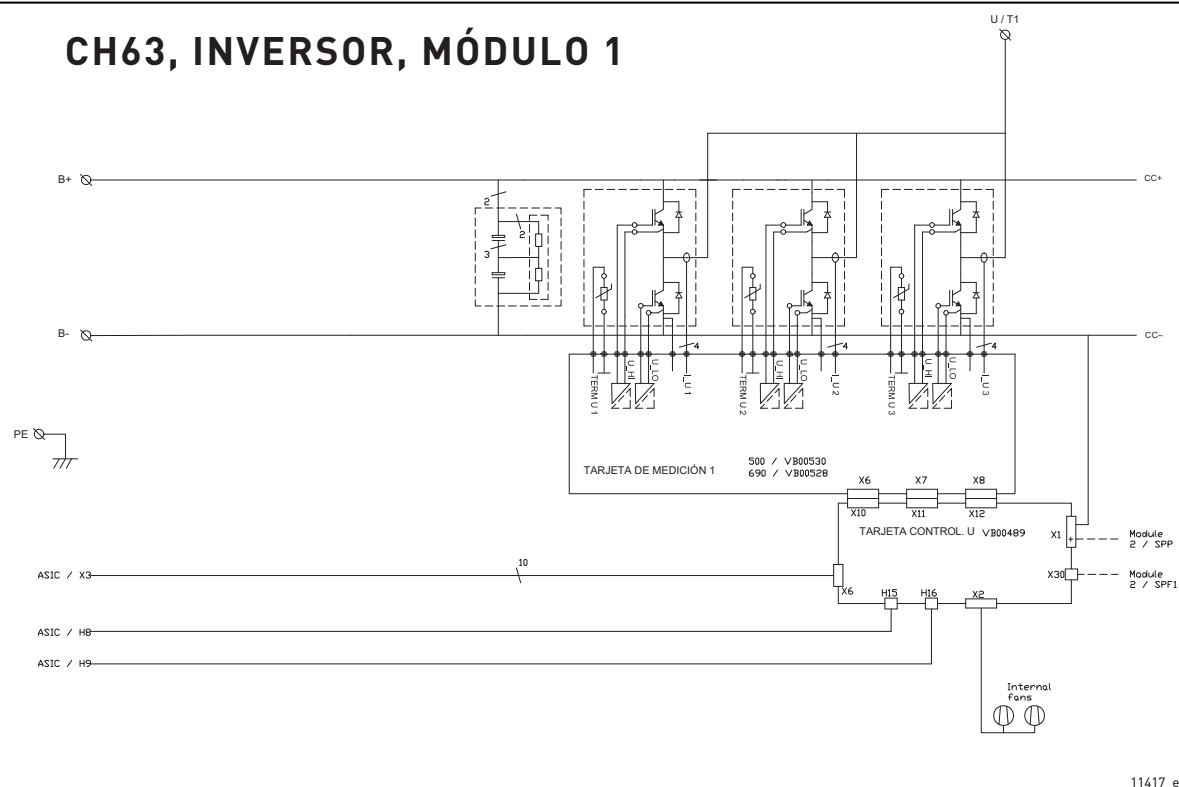 U / T1
CH63, INVERSOR, MÓDULO 1
B+
CC+
2
2
3
B-
CC–
4
4
4
TERM U 1
U_HI
U_LO
I_U 1
TERM U 2
U_HI
U_LO
I_U 2
TERM U 3
U_HI
U_LO
I_U 3
PE
TARJETA DE MEDICIÓN 1
500 / VB00530
690 / VB00528
X6
X7
X8
X10
X11
X12
TARJETA CONTROL. U VB00489
X1
+
Module
2 / SPP
X30
Module
2 / SPF1
ASIC / X3
10
X6
H15
H16
X2
ASIC / H8
ASIC / H9
Internal
fans
11417_e